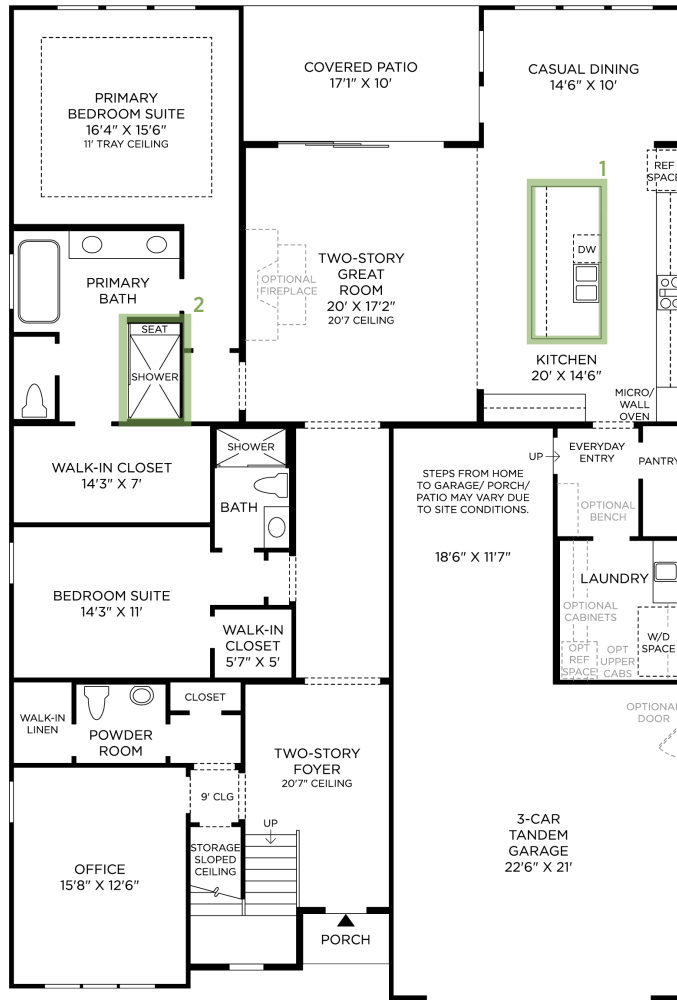 COVERED PATIO
17'1" X 10'
CASUAL DINING
14'6" X 10'
PRIMARY
BEDROOM SUITE
16'4" X 15'6"
11' TRAY CEILING
1
REF
SPACE
DW
PRIMARY
BATH
OPTIONAL
FIREPLACE
TWO-STORY
GREAT
ROOM
20' X 17'2"
20'7 CEILING
2
SEAT
SHOWER
KITCHEN
20' X 14'6"
MICRO/
WALL
OVEN
WALK-IN CLOSET
14'3" X 7'
SHOWER
BATH
UP
EVERYDAY
ENTRY
PANTRY
STEPS FROM HOME
TO GARAGE/ PORCH/
PATIO MAY VARY DUE
TO SITE CONDITIONS.
OPTIONAL
BENCH
18'6" X 11'7"
BEDROOM SUITE
14'3" X 11'
LAUNDRY
OPTIONAL
CABINETS
WALK-IN
CLOSET
5'7" X 5'
W/D
SPACE
OPT
REF
SPACE
OPT
UPPER
CABS
CLOSET
WALK-IN
LINEN
POWDER
ROOM
OPTIONAL
DOOR
TWO-STORY
FOYER
20'7" CEILING
9' CLG
UP
STORAGE
SLOPED
CEILING
3-CAR
TANDEM
GARAGE
22'6" X 21'
OFFICE
15'8" X 12'6"
PORCH